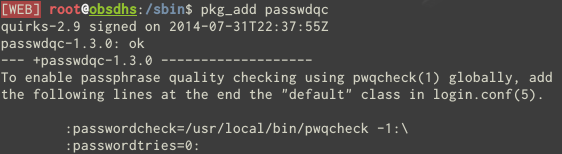 [WEB] root@obsdhs:/sbin$ pkg_add passwdqc
quirks-2.9 signed on 2014-07-31T22:37:55Z
passwdqc-1.3.0: ok
--- +passwdqc-1.3.0 -------------------
To enable passphrase quality checking using pwqcheck(1) globally, add
the following lines at the end the "default" class in login.conf(5).
:passwordcheck=/usr/local/bin/pwqcheck -1:\
:passwordtries=0: